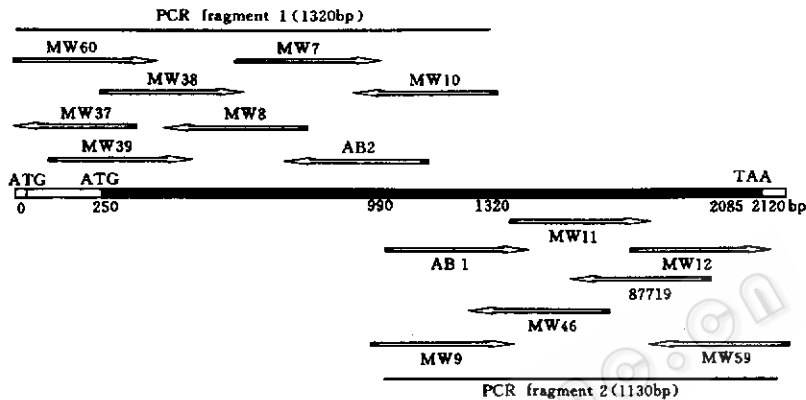 PCR fragment 1 (1320bp)
MW60
MW7
MW38
MW10
MW37
MW8
MW39
AB2
ATG
ATG
TAA
0
250
990
1320
2085
2120 bp
MW11
AB 1
MW12
87719
MW46
MW9
MW59
PCR fragment 2 (1130bp)